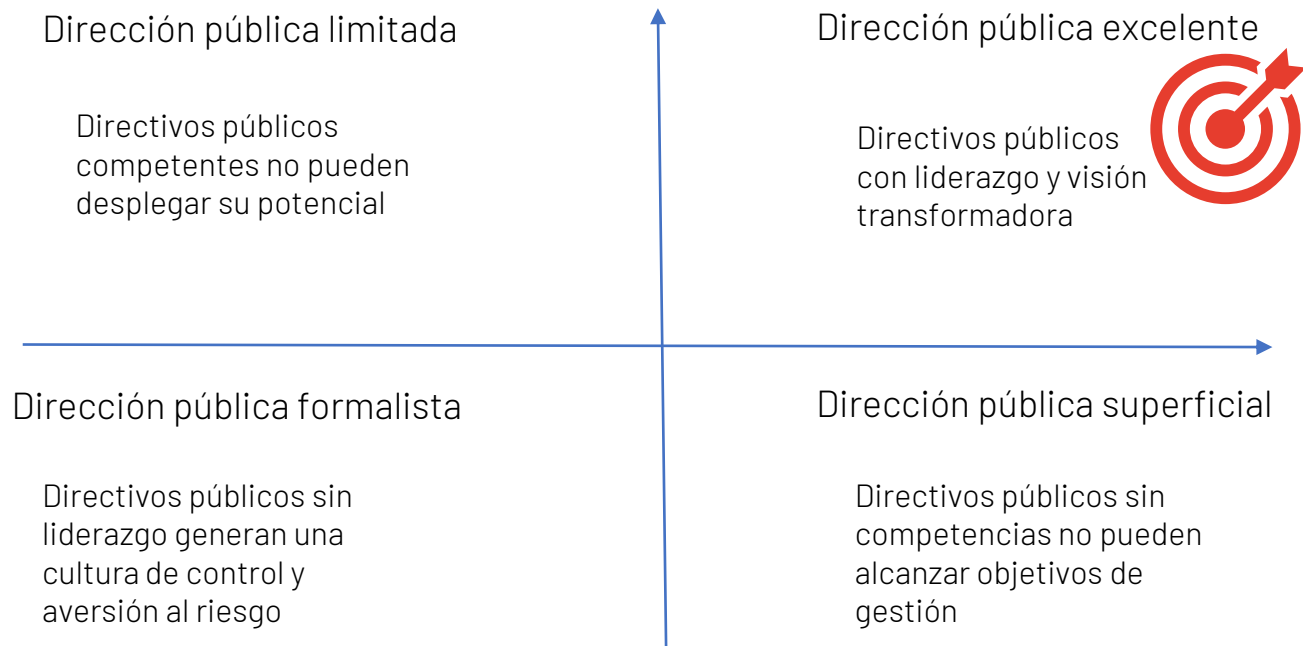 Dirección pública limitada
Directivos públicos
competentes no pueden
desplegar su potencial
Dirección pública excelente
Directivos públicos
con liderazgo y visión
transformadora
Dirección pública formalista
Directivos públicos sin
liderazgo generan una
cultura de control y
aversión al riesgo
Dirección pública superficial
Directivos públicos sin
competencias no pueden
alcanzar objetivos de
gestión